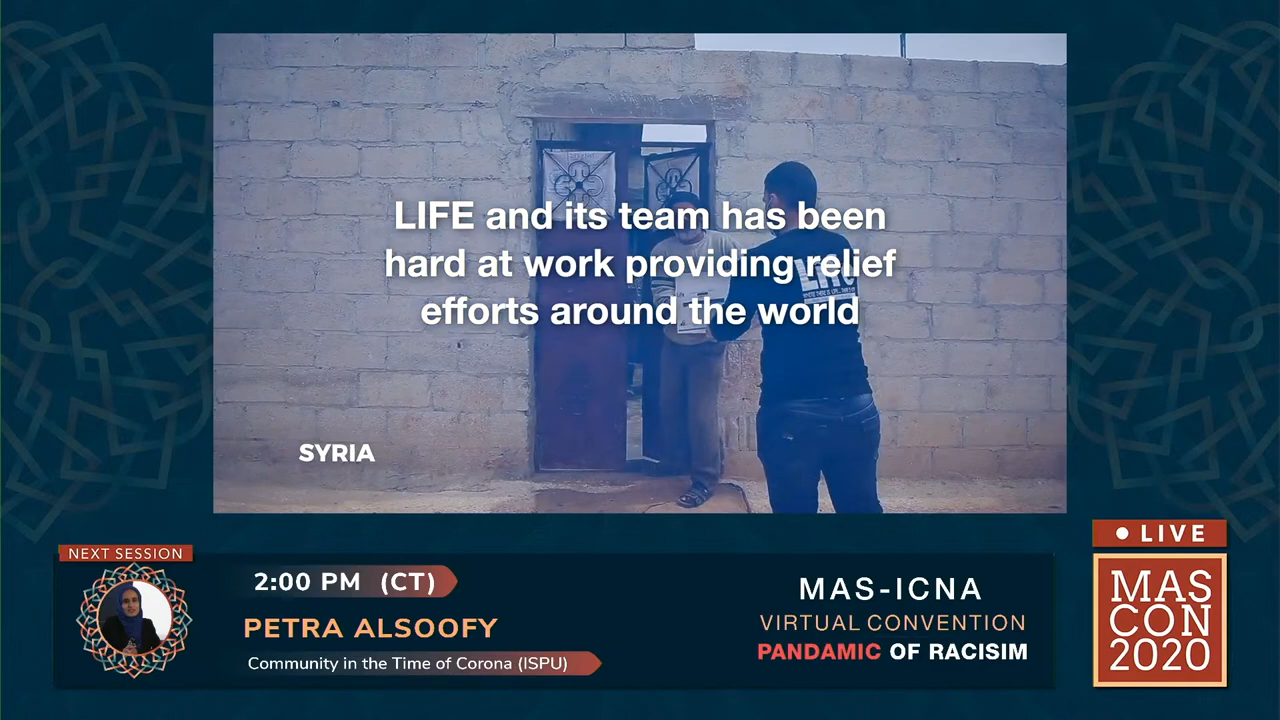 LIFE and its team has been
hard at work providing relief
efforts around the world
SYRIA
NEXT SESSION
2:00 PM (CT)
PETRA ALSOOFY
Community in the Time of Corona (ISPU)
MAS-ICNA
VIRTUAL CONVENTION
PANDAMIC OF RACISIM
LIVE
MAS
CON
2020